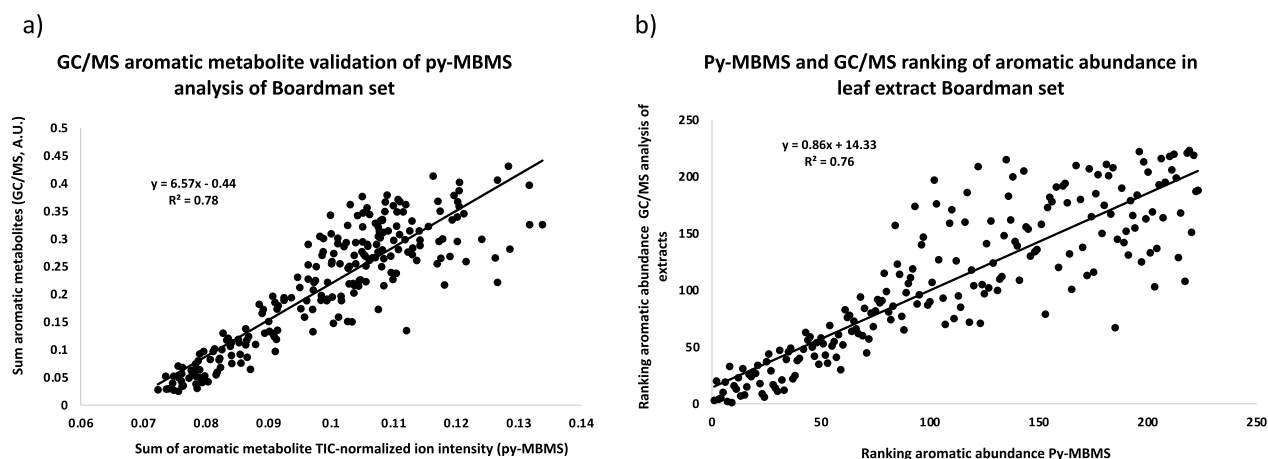 a)
GC/MS aromatic metabolite validation of py-MBMS
analysis of Boardman set
Sum aromatic metabolites (GC/MS, A.U.)
0.5
0.45
0.4
0.35
0.3
0.25
0.2
0.15
0.1
0.05
0
y = 6.57x - 0.44
R² = 0.78
0.06 0.07 0.08 0.09 0.1 0.11 0.12 0.13 0.14
Sum of aromatic metabolite TIC-normalized ion intensity (py-MBMS)
b)
Py-MBMS and GC/MS ranking of aromatic abundance in
leaf extract Boardman set
Ranking aromatic abundance GC/MS analysis of
extracts
250
200
150
100
50
0
y = 0.86x + 14.33
R² = 0.76
0 50 100 150 200 250
Ranking aromatic abundance Py-MBMS